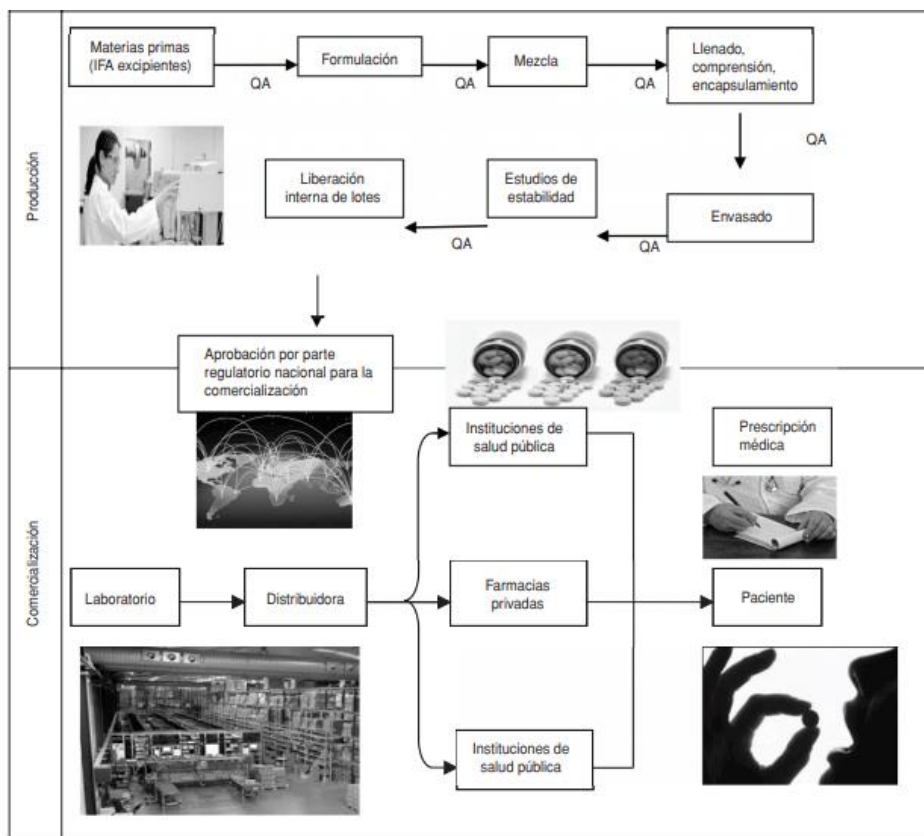 Producción
Materias primas
(IFA excipientes)
QA
Formulación
QA
Mezcla
QA
Llenado,
comprensión,
encapsulamiento
QA
Envasado
QA
Estudios de
estabilidad
QA
Liberación
interna de lotes
Aprobación por parte
regulatorio nacional para la
comercialización
Comercialización
Laboratorio
Distribuidora
Instituciones de
salud pública
Farmacias
privadas
Instituciones de
salud pública
Prescripción
médica
Paciente